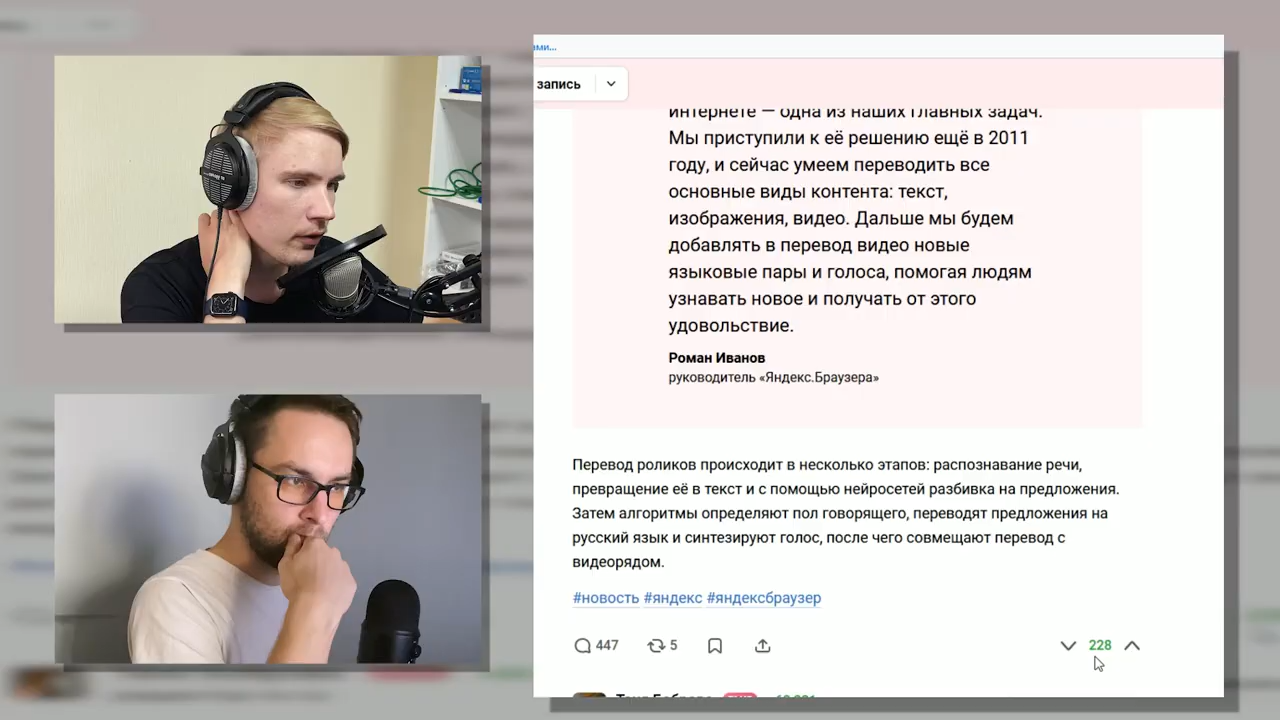 ми...
запись
интернете — одна из наших главных задач.
Мы приступили к её решению ещё в 2011
году, и сейчас умеем переводить все
основные виды контента: текст,
изображения, видео. Дальше мы будем
добавлять в перевод видео новые
языковые пары и голоса, помогая людям
узнавать новое и получать от этого
удовольствие.
Роман Иванов
руководитель «Яндекс.Браузера»
Перевод роликов происходит в несколько этапов: распознавание речи,
превращение её в текст и с помощью нейросетей разбивка на предложения.
Затем алгоритмы определяют пол говорящего, переводят предложения на
русский язык и синтезируют голос, после чего совмещают перевод с
видеорядом.
#новость #яндекс #яндексбраузер
447 5 228